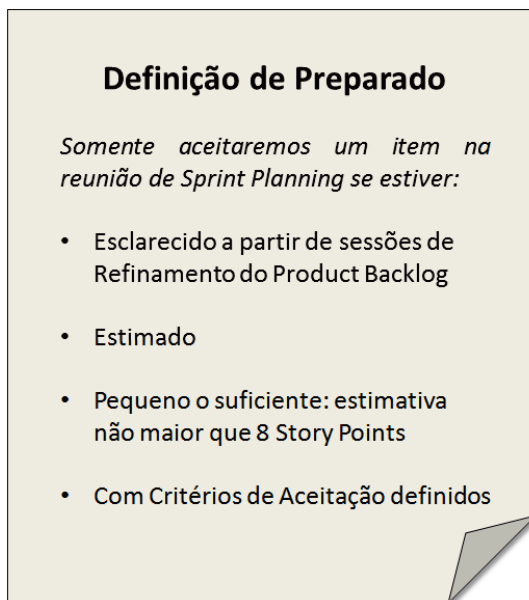 Definição de Preparado
Somente aceitaremos um item na
reunião de Sprint Planning se estiver:
• Esclarecido a partir de sessões de
Refinamento do Product Backlog
• Estimado
• Pequeno o suficiente: estimativa
não maior que 8 Story Points
• Com Critérios de Aceitação definidos